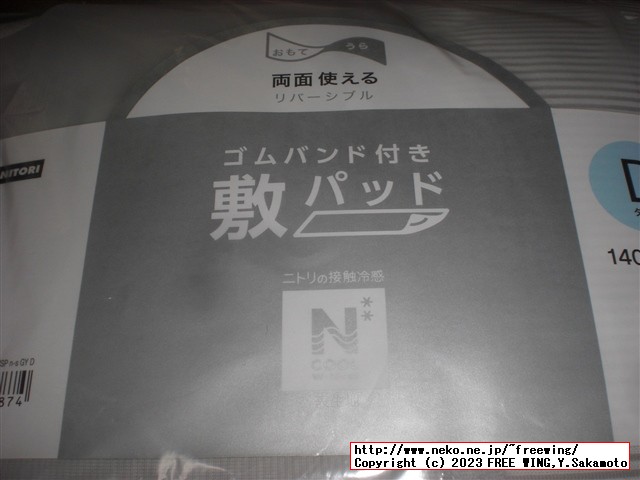 おもて うら
両面使える
リバーシブル
ゴムバンド付き
敷パッド
NITORI
ニトリの接触冷感
N
COOL
140
GY D
874
http://www.neko.ne.jp/~freewing/
Copyright (c) 2023 FREE WING,Y.Sakamoto